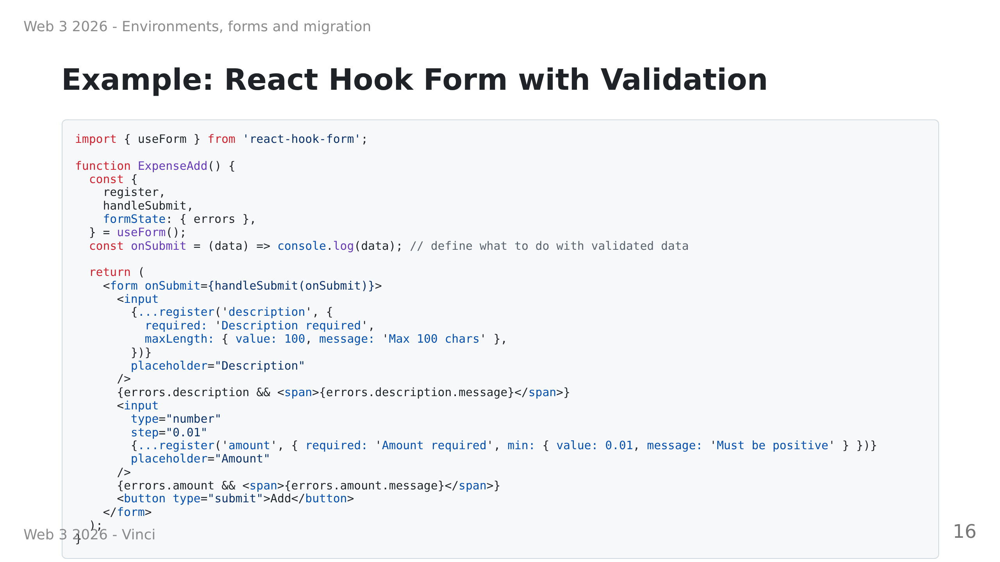 Web 3 2026 - Environments, forms and migration
Example: React Hook Form with Validation
import { useForm } from 'react-hook-form';

function ExpenseAdd() {
  const {
    register,
    handleSubmit,
    formState: { errors },
  } = useForm();
  const onSubmit = (data) => console.log(data); // define what to do with validated data

  return (
    <form onSubmit={handleSubmit(onSubmit)}>
      <input
        {...register('description', {
          required: 'Description required',
          maxLength: { value: 100, message: 'Max 100 chars' },
        })}
        placeholder="Description"
      />
      {errors.description && <span>{errors.description.message}</span>}
      <input
        type="number"
        step="0.01"
        {...register('amount', { required: 'Amount required', min: { value: 0.01, message: 'Must be positive' } })}
        placeholder="Amount"
      />
      {errors.amount && <span>{errors.amount.message}</span>}
      <button type="submit">Add</button>
    </form>
  );
}
Web 3 2026 - Vinci
16